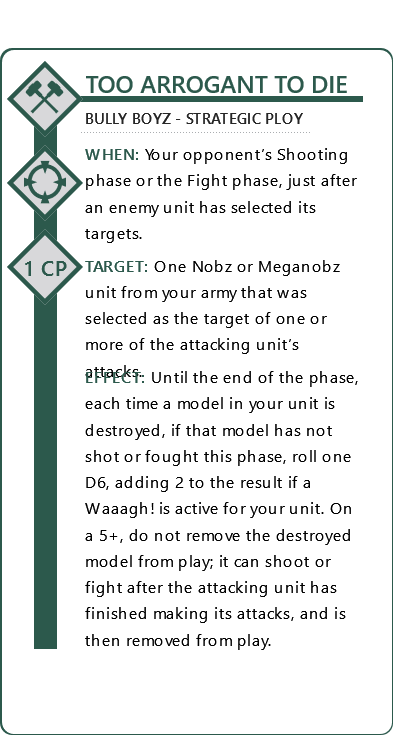 TOO ARROGANT TO DIE
BULLY BOYZ - STRATEGIC PLOY
WHEN: Your opponent's Shooting
phase or the Fight phase, just after
an enemy unit has selected its
targets.
1 CP
TARGET: One Nobz or Meganobz
unit from your army that was
selected as the target of one or
more of the attacking unit's
attacks.
EFFECT: Until the end of the phase,
each time a model in your unit is
destroyed, if that model has not
shot or fought this phase, roll one
D6, adding 2 to the result if a
Waaagh! is active for your unit. On
a 5+, do not remove the destroyed
model from play; it can shoot or
fight after the attacking unit has
finished making its attacks, and is
then removed from play.